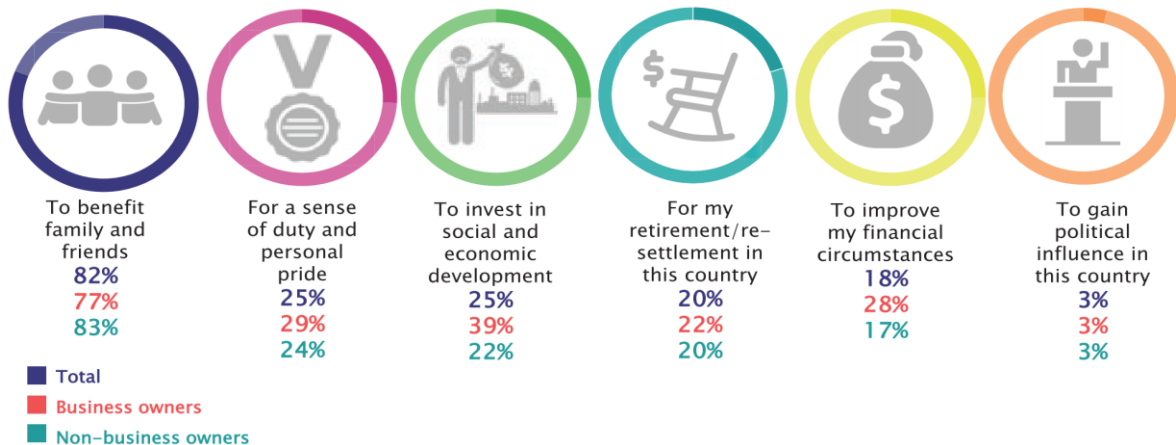 To benefit
family and
friends
82%
77%
83%
For a sense
of duty and
personal
pride
25%
29%
24%
To invest in
social and
economic
development
25%
39%
22%
$
For my
retirement/re-
settlement in
this country
20%
22%
20%
$
To improve
my financial
circumstances
18%
28%
17%
To gain
political
influence in
this country
3%
3%
3%
Total
Business owners
Non-business owners